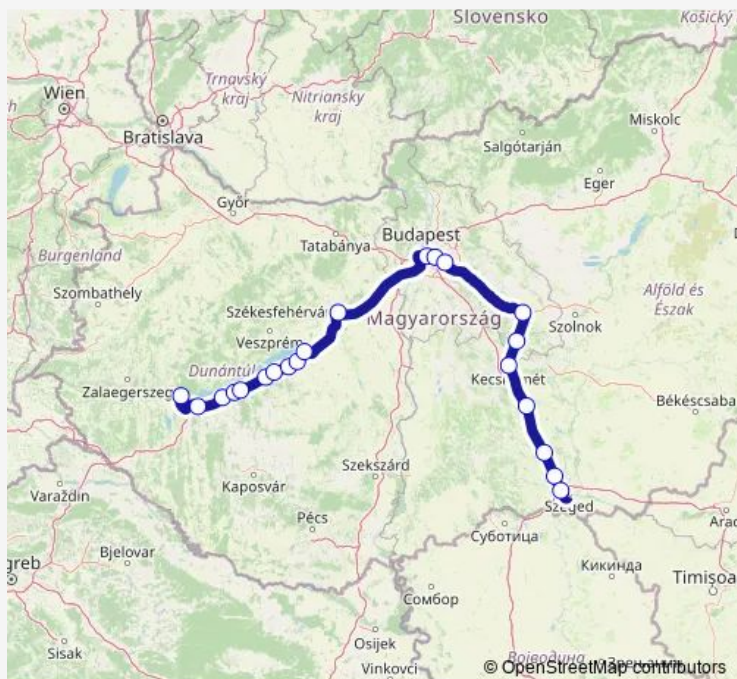 Slovensko
Košický
Wien
Trnavský
kraj
Nitriansky
kraj
Miskolc
Bratislava
Salgótarján
Eger
Győr
Budapest
Tatabánya
Burgenland
Alföld és
Észak
Szombathely
Székesfehérvá
Magyarország
Szolnok
Veszprém
Dunántúl
Zalaegerszeg
Kecskemét
Békéscsaba
Szekszárd
Kaposvár
Varaždin
Szeged
Pécs
Arad
Суботица
greb
Bjelovar
Кикинда
Timișoa
Сомбор
Osijek
Sisak
Војводина
Зрењанин
Vinkovci
© OpenStreetMap contributors